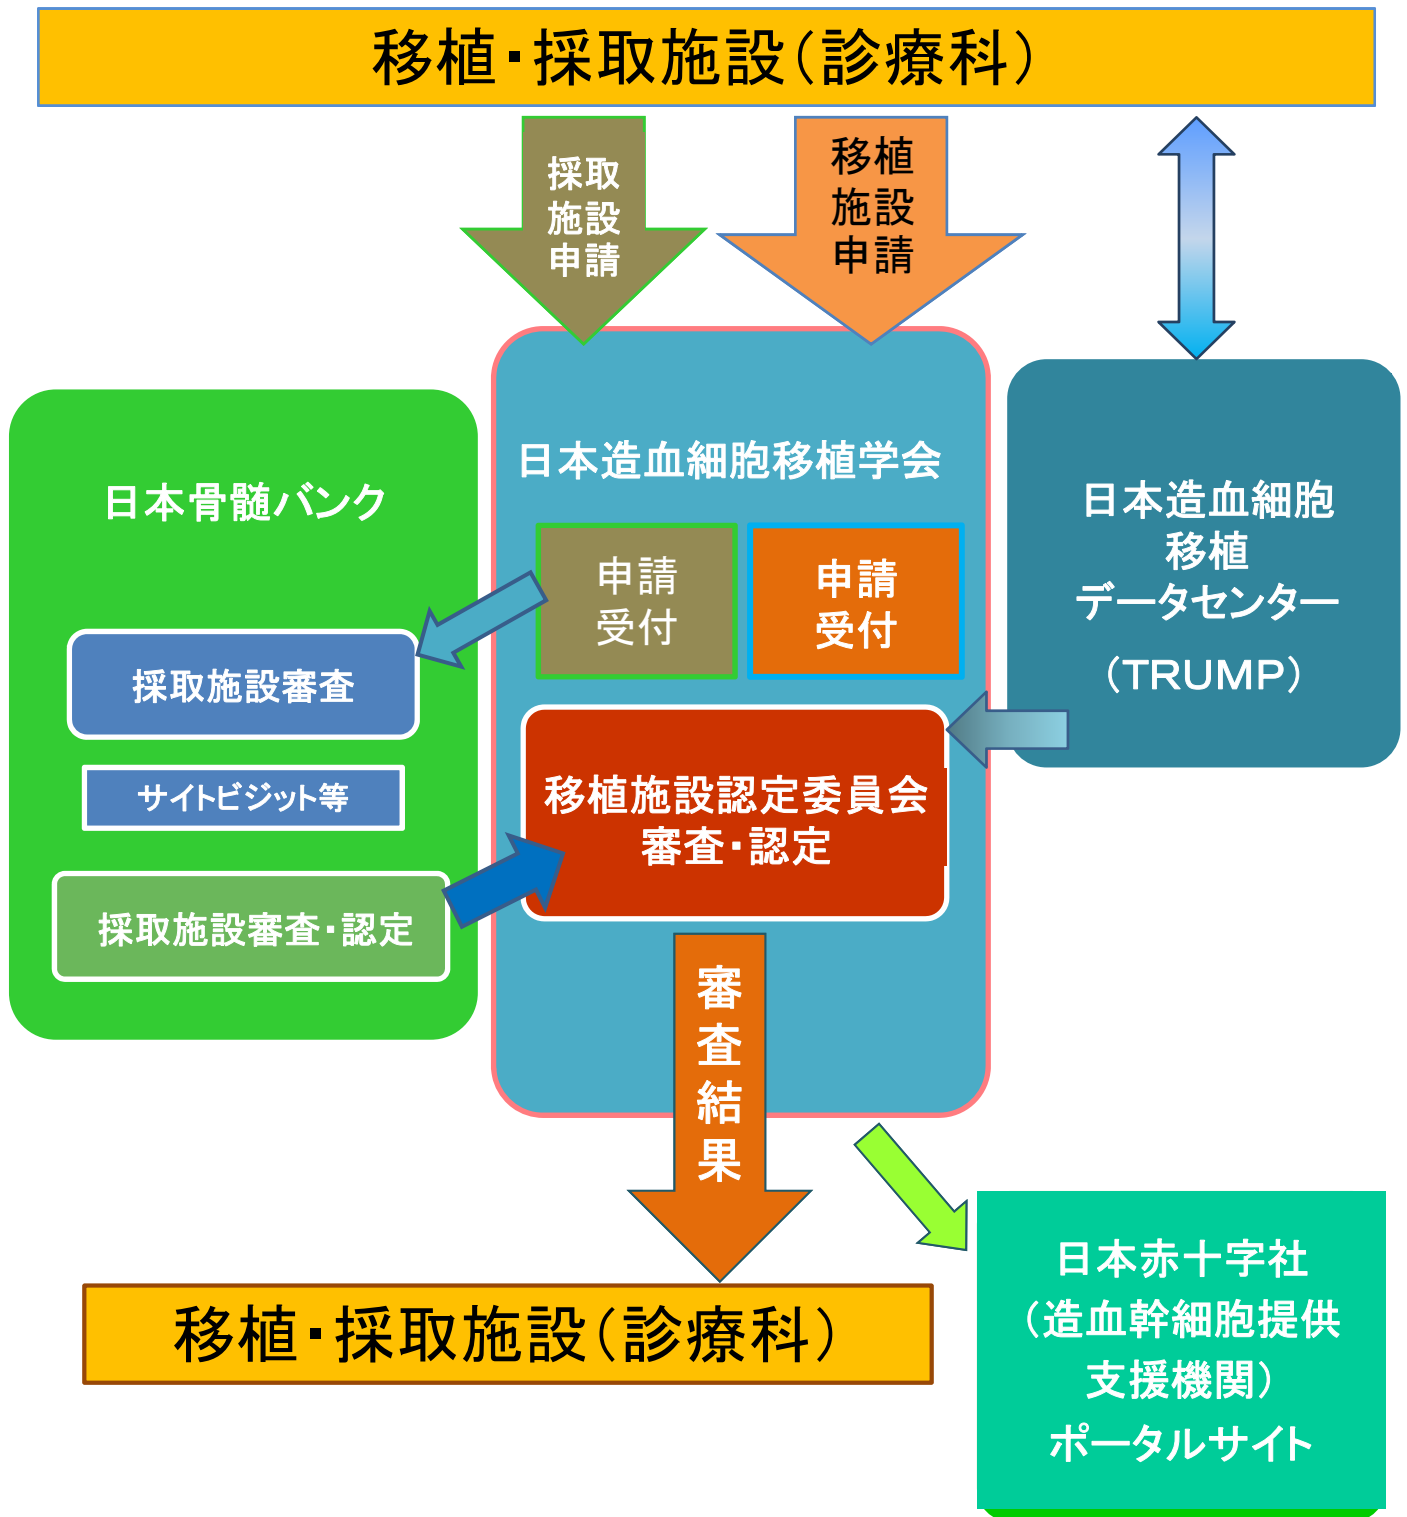 移植・採取施設（診療科）
採取
施設
申請
移植
施設
申請
日本骨髄バンク
採取施設審査
サイトビジット等
採取施設審査・認定
日本造血細胞移植学会
申請
受付
申請
受付
移植施設認定委員会
審査・認定
日本造血細胞
移植
データセンター
（TRUMP）
審
査
結
果
移植・採取施設（診療科）
日本赤十字社
（造血幹細胞提供
支援機関）
ポータルサイト